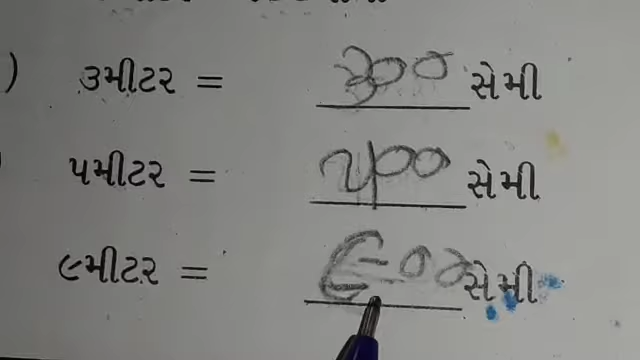 ૩મીટર = ૩૦૦ સેમી
૫મીટર = ૫૦૦ સેમી
૯મીટર = ૯૦૦ સેમી